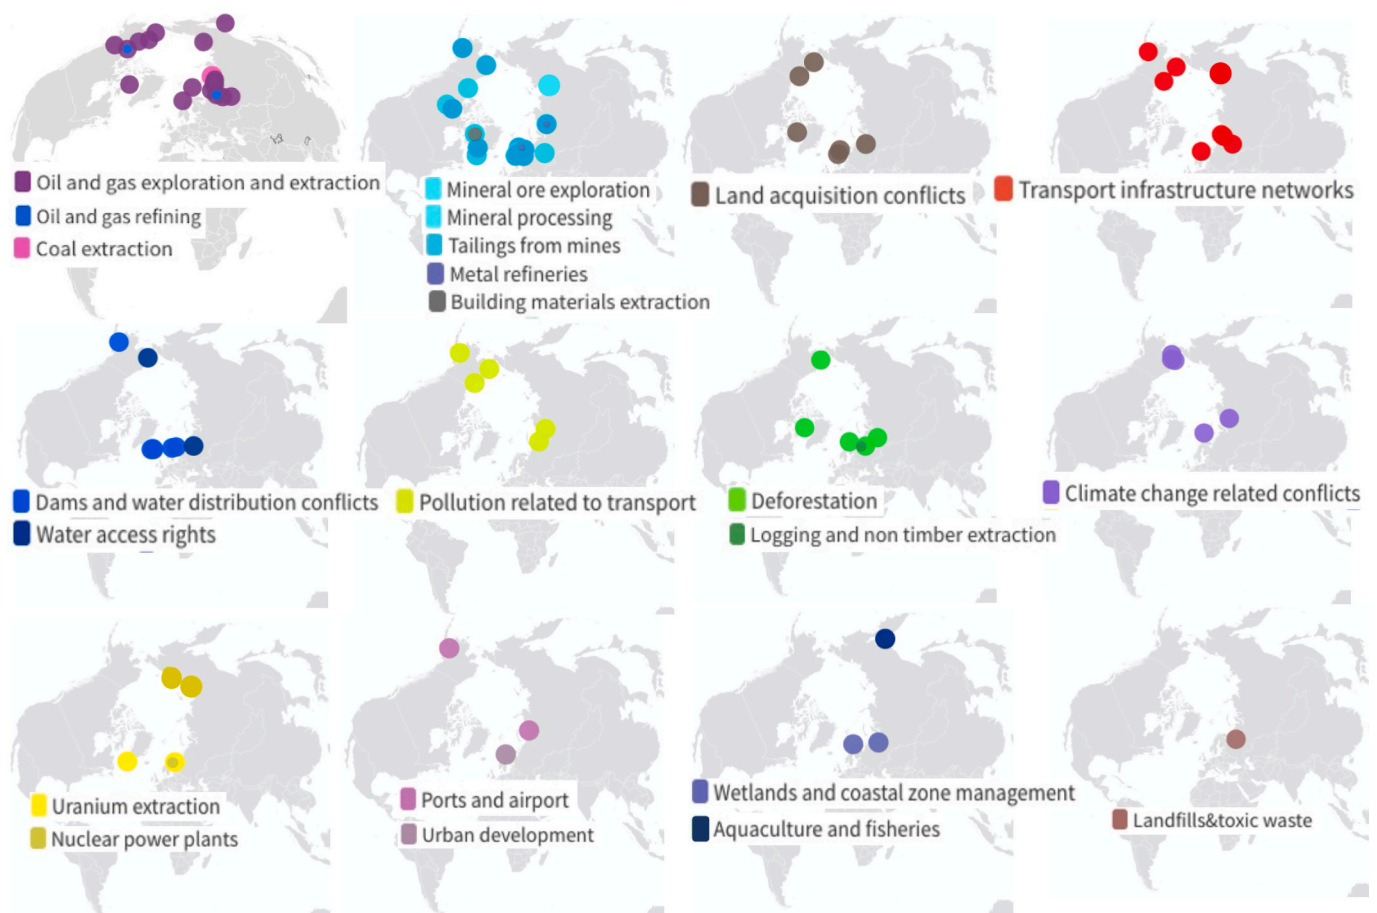 Oil and gas exploration and extraction
Oil and gas refining
Coal extraction
Mineral ore exploration
Mineral processing
Tailings from mines
Metal refineries
Building materials extraction
Land acquisition conflicts
Transport infrastructure networks
Dams and water distribution conflicts
Water access rights
Pollution related to transport
Deforestation
Logging and non timber extraction
Climate change related conflicts
Uranium extraction
Nuclear power plants
Ports and airport
Urban development
Wetlands and coastal zone management
Aquaculture and fisheries
Landfills&toxic waste